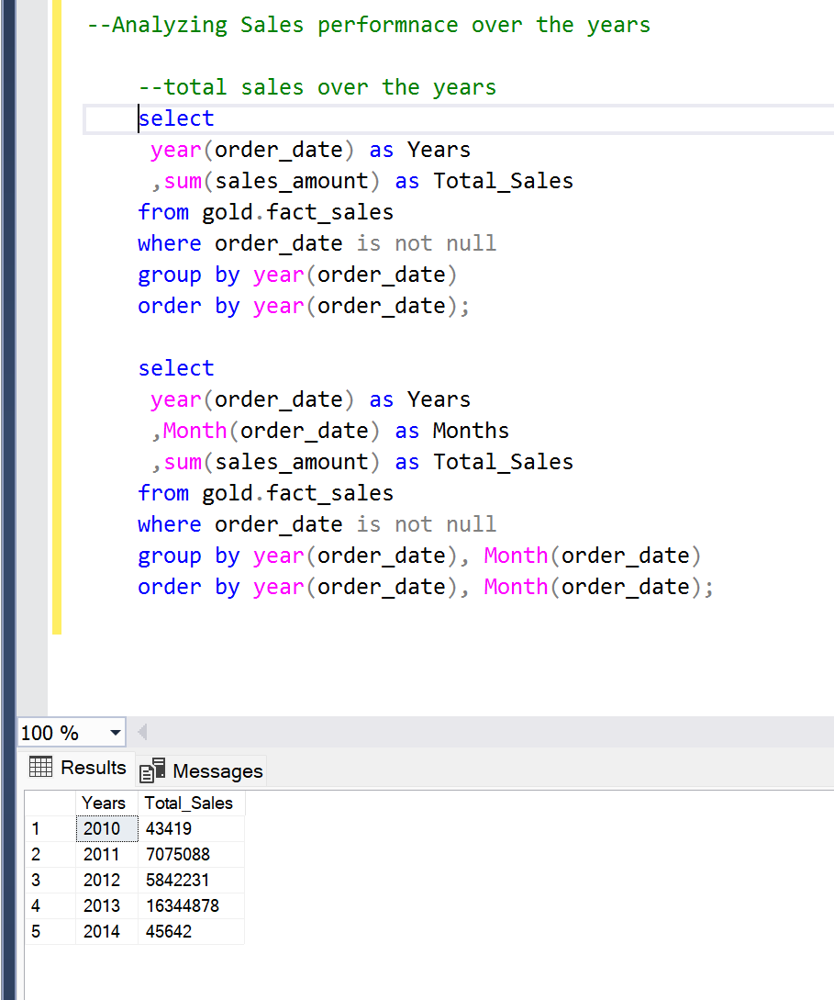 --Analyzing Sales performnace over the years
--total sales over the years
select
year(order_date) as Years
,sum(sales_amount) as Total_Sales
from gold.fact_sales
where order_date is not null
group by year(order_date)
order by year(order_date);
select
year(order_date) as Years
,Month(order_date) as Months
,sum(sales_amount) as Total_Sales
from gold.fact_sales
where order_date is not null
group by year(order_date), Month(order_date)
order by year(order_date), Month(order_date);
100 %
Results Messages
Years Total_Sales
1 2010 43419
2 2011 7075088
3 2012 5842231
4 2013 16344878
5 2014 45642